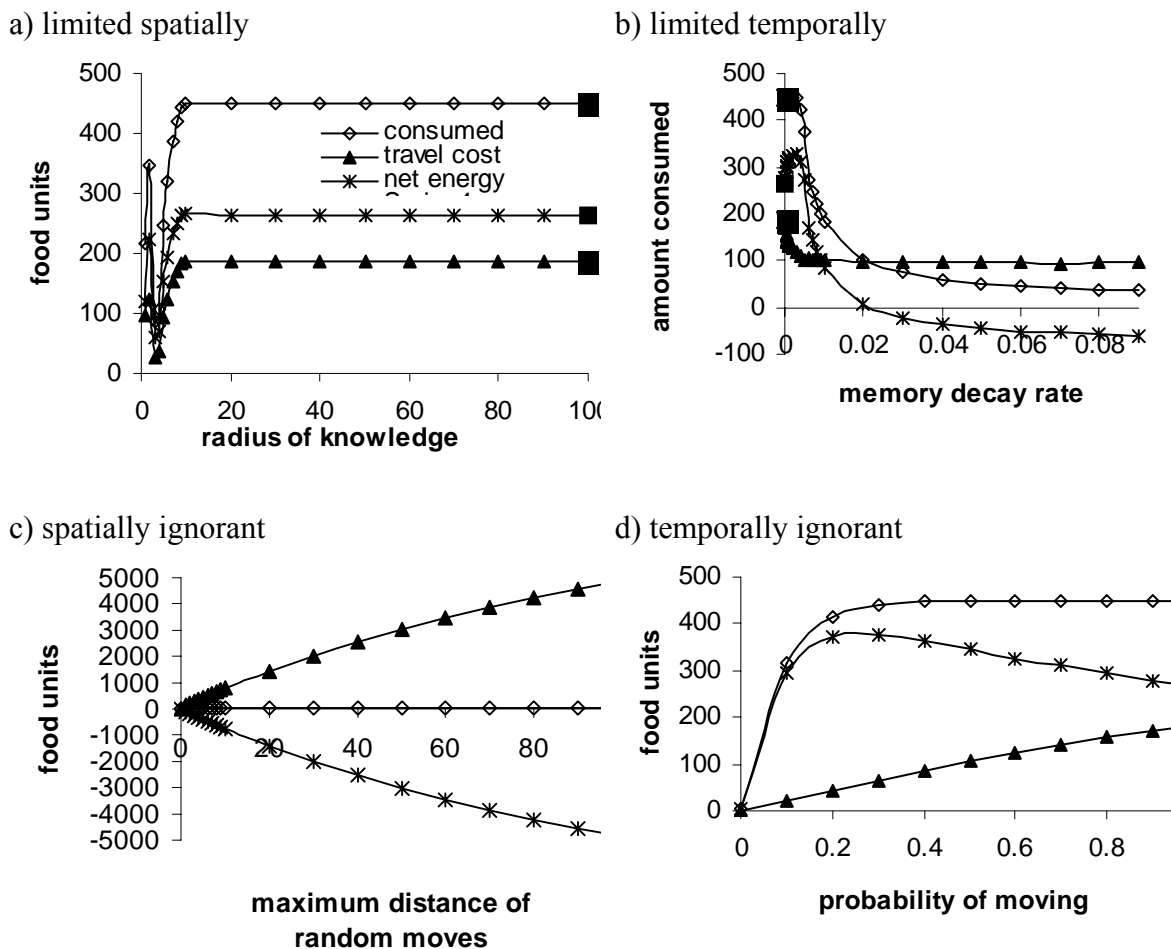 a) limited spatially
500
400
300
200
100
0
food units
consumed
travel cost
net energy
0 20 40 60 80 100
radius of knowledge
b) limited temporally
500
400
300
200
100
0
-100
amount consumed
0 0.02 0.04 0.06 0.08
memory decay rate
c) spatially ignorant
5000
4000
3000
2000
1000
0
-1000
-2000
-3000
-4000
-5000
food units
0 20 40 60 80
maximum distance of
random moves
d) temporally ignorant
500
400
300
200
100
0
food units
0 0.2 0.4 0.6 0.8
probability of moving